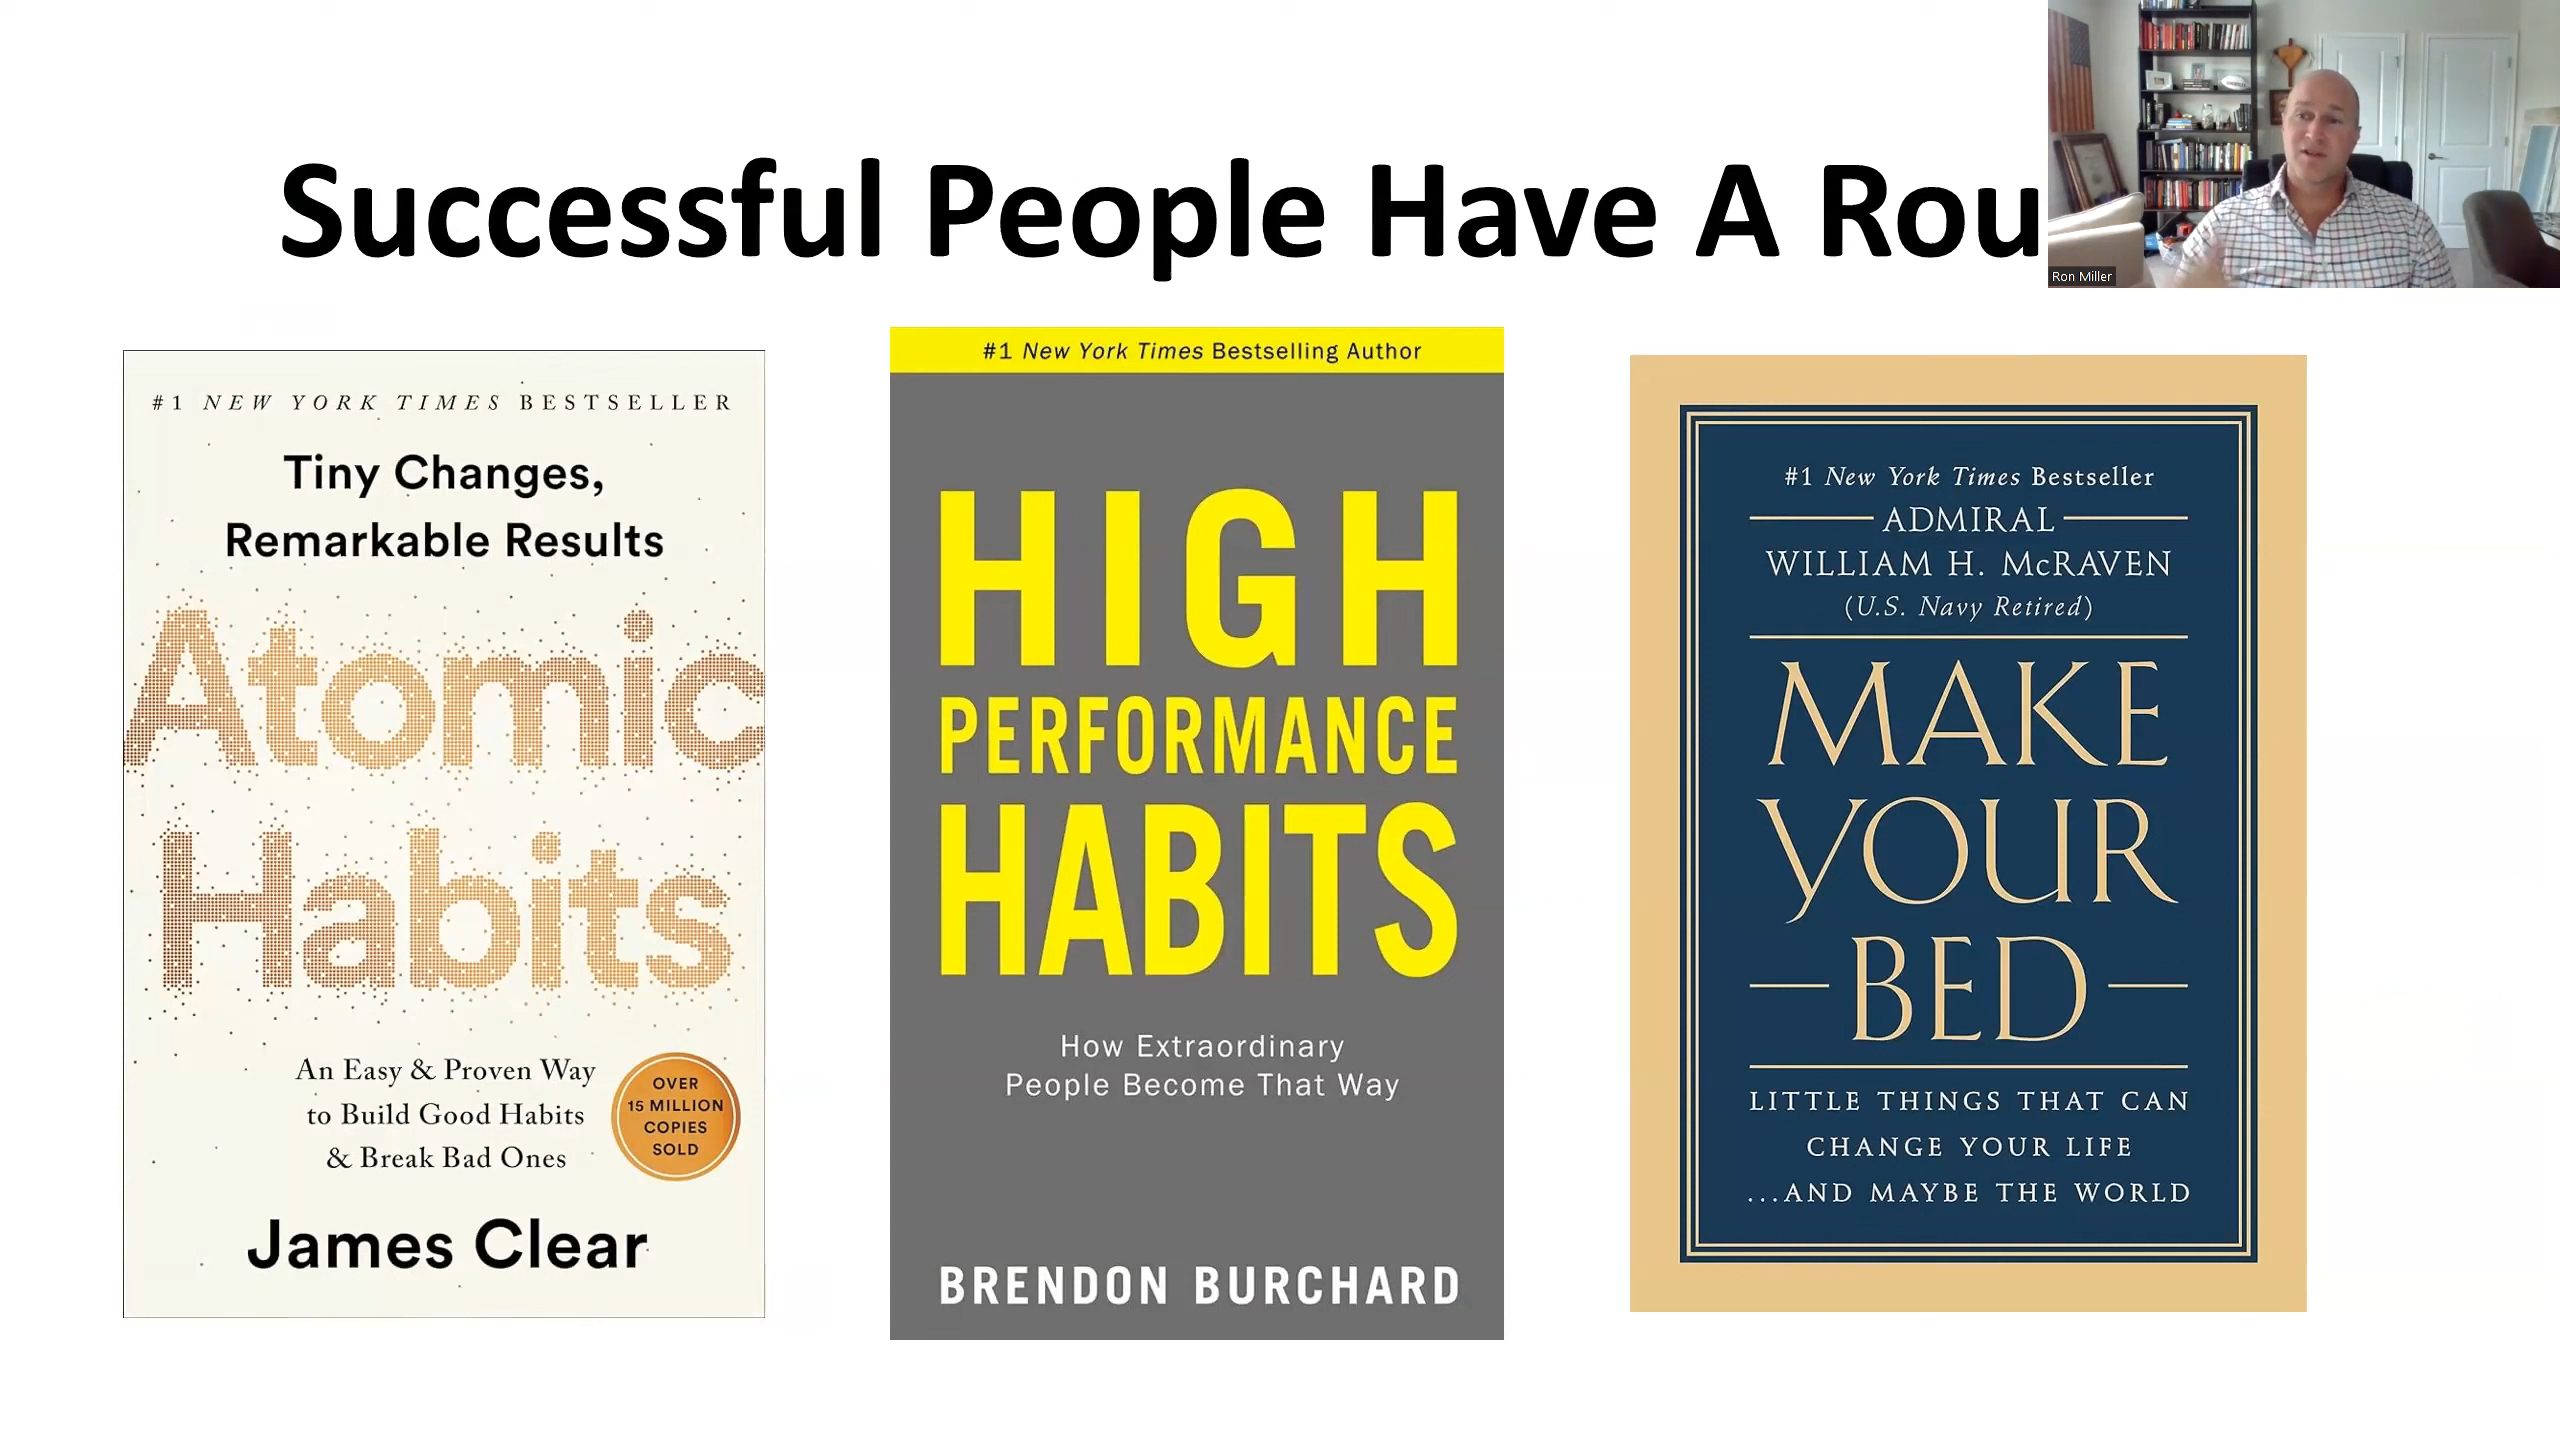 Successful People Have A Rou
Ron Miller
#1 NEW YORK TIMES BESTSELLER
Tiny Changes,
Remarkable Results
Atomic
Habits
An Easy & Proven Way
to Build Good Habits
& Break Bad Ones
OVER
15 MILLION
COPIES
SOLD
James Clear
#1 New York Times Bestselling Author
HIGH
PERFORMANCE
HABITS
How Extraordinary
People Become That Way
BRENDON BURCHARD
#1 New York Times Bestseller
ADMIRAL
WILLIAM H. McRAVEN
(U.S. Navy Retired)
MAKE
YOUR
BED
LITTLE THINGS THAT CAN
CHANGE YOUR LIFE
...AND MAYBE THE WORLD